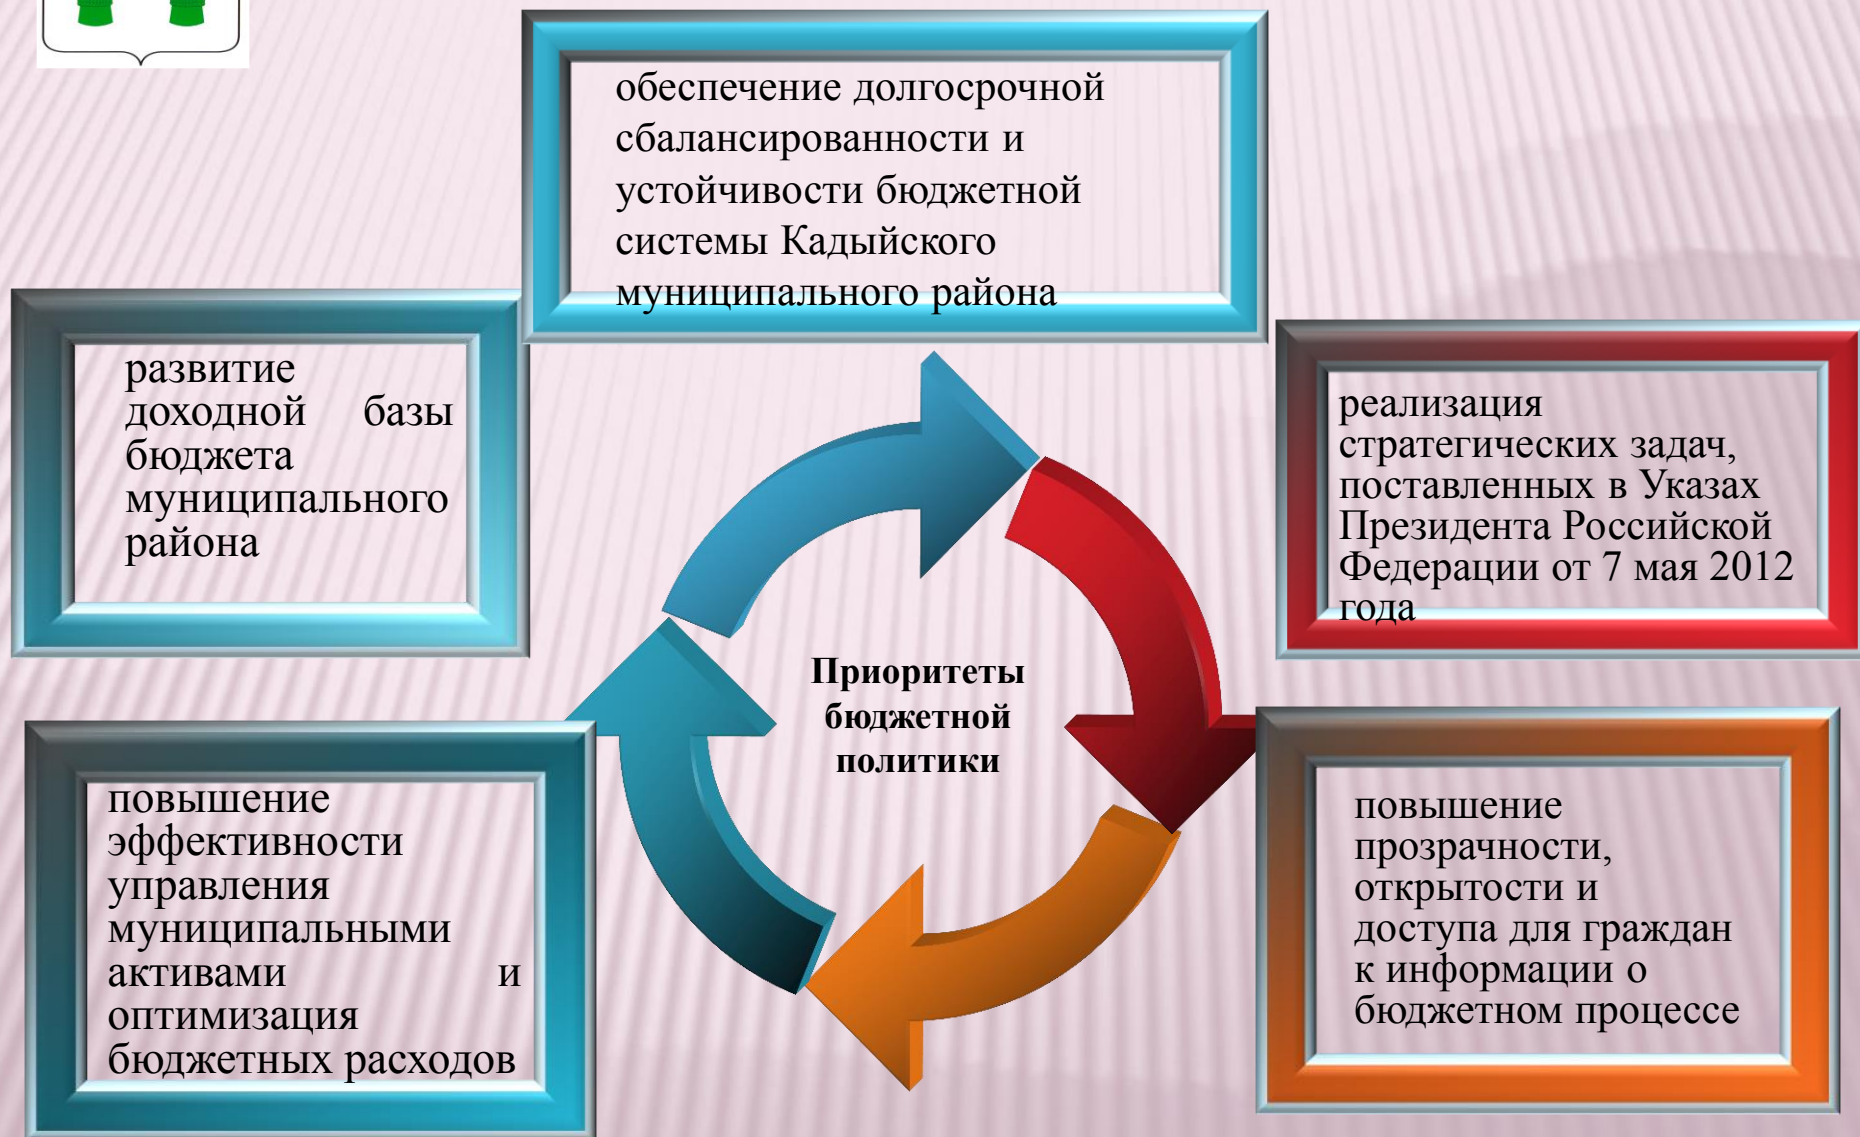 обеспечение долгосрочной
сбалансированности и
устойчивости бюджетной
системы Кадыйского
муниципального района
развитие
доходной базы
бюджета
муниципального
района
реализация
стратегических задач,
поставленных в Указах
Президента Российской
Федерации от 7 мая 2012
года
Приоритеты
бюджетной
политики
повышение
эффективности
управления
муниципальными
активами и
оптимизация
бюджетных расходов
повышение
прозрачности,
открытости и
доступа для граждан
к информации о
бюджетном процессе